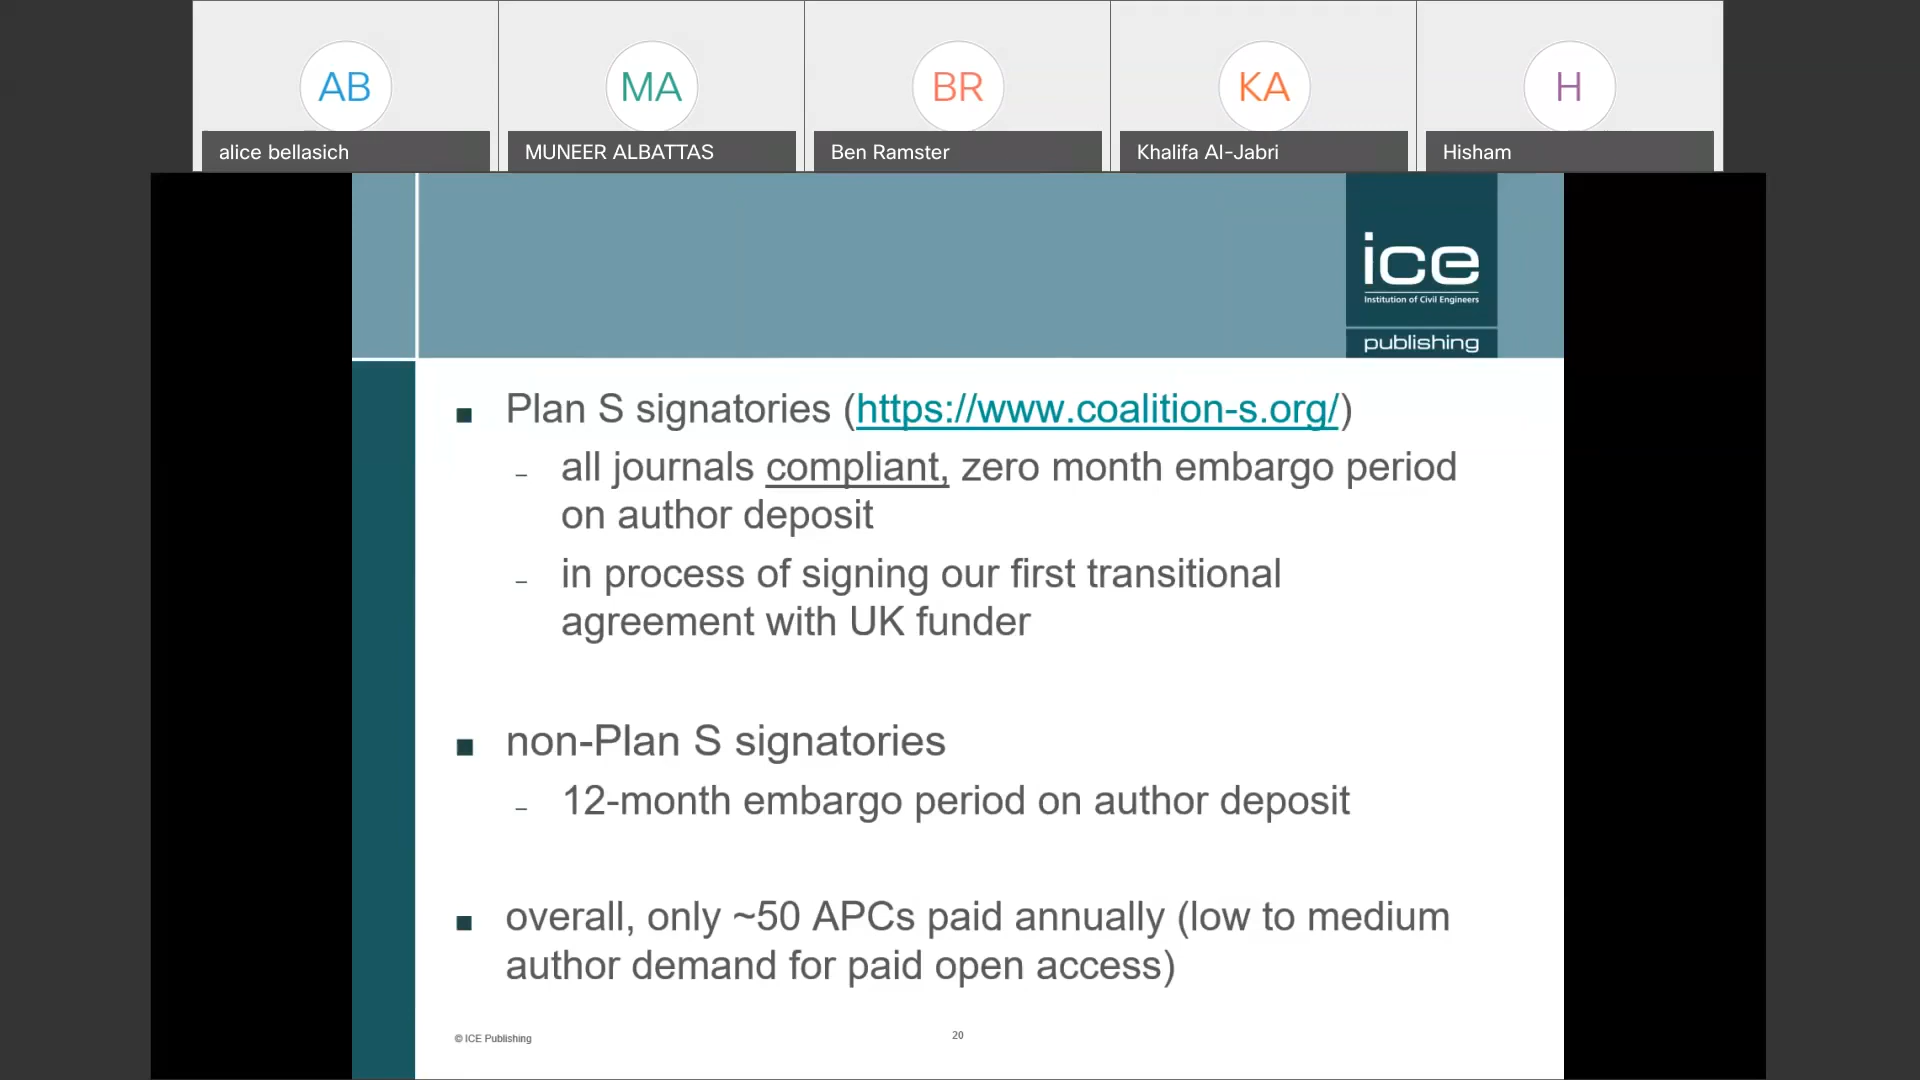 AB
MA
BR
KA
H
alice bellasich
MUNEER ALBATTAS
Ben Ramster
Khalifa Al-Jabri
Hisham
ice
Institution of Civil Engineers
publishing
Plan S signatories (https://www.coalition-s.org/)
– all journals compliant, zero month embargo period
on author deposit
– in process of signing our first transitional
agreement with UK funder
non-Plan S signatories
– 12-month embargo period on author deposit
overall, only ~50 APCs paid annually (low to medium
author demand for paid open access)
© ICE Publishing
20